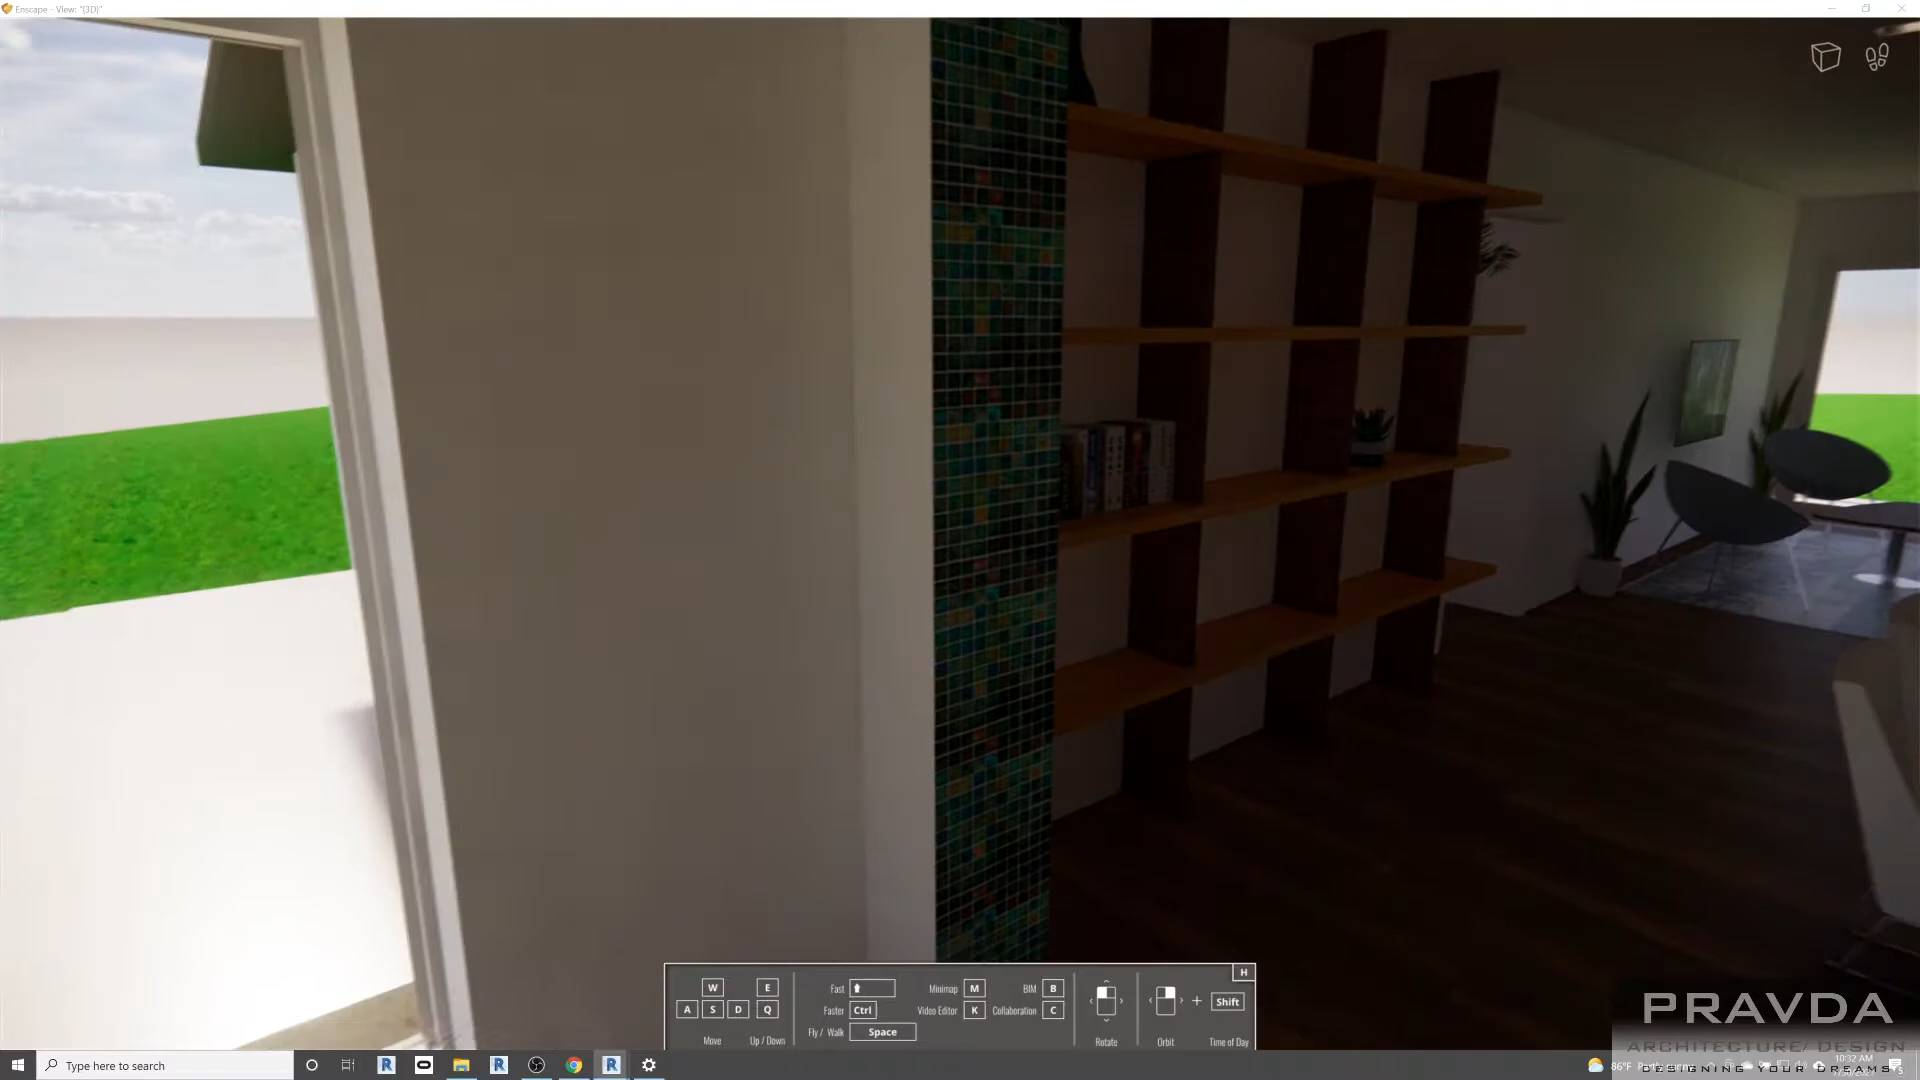 Enscape - View: "{3D}"
H
W E
A S D Q
Move Up / Down
Fast
Faster Ctrl
Fly / Walk Space
Minimap M BIM B
Video Editor K Collaboration C
Rotate
Orbit
+ Shift
Time of Day
PRAVDA
ARCHITECTURE/ DESIGN
DESIGNING YOUR DREAMS
Type here to search
86°F
10:32 AM